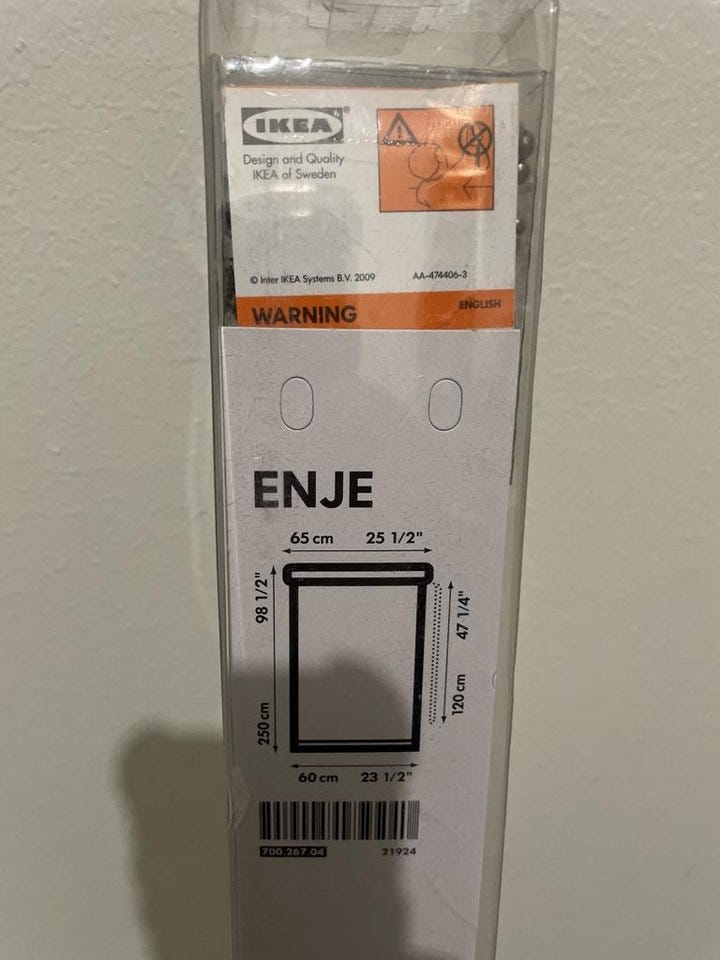 IKEA®
Design and Quality
IKEA of Sweden
© Inter IKEA Systems B.V. 2009 AA-474406-3
WARNING ENGLISH
ENJE
65 cm 25 1/2"
98 1/2"
250 cm
47 1/4"
120 cm
60 cm 23 1/2"
700.267.04 21924